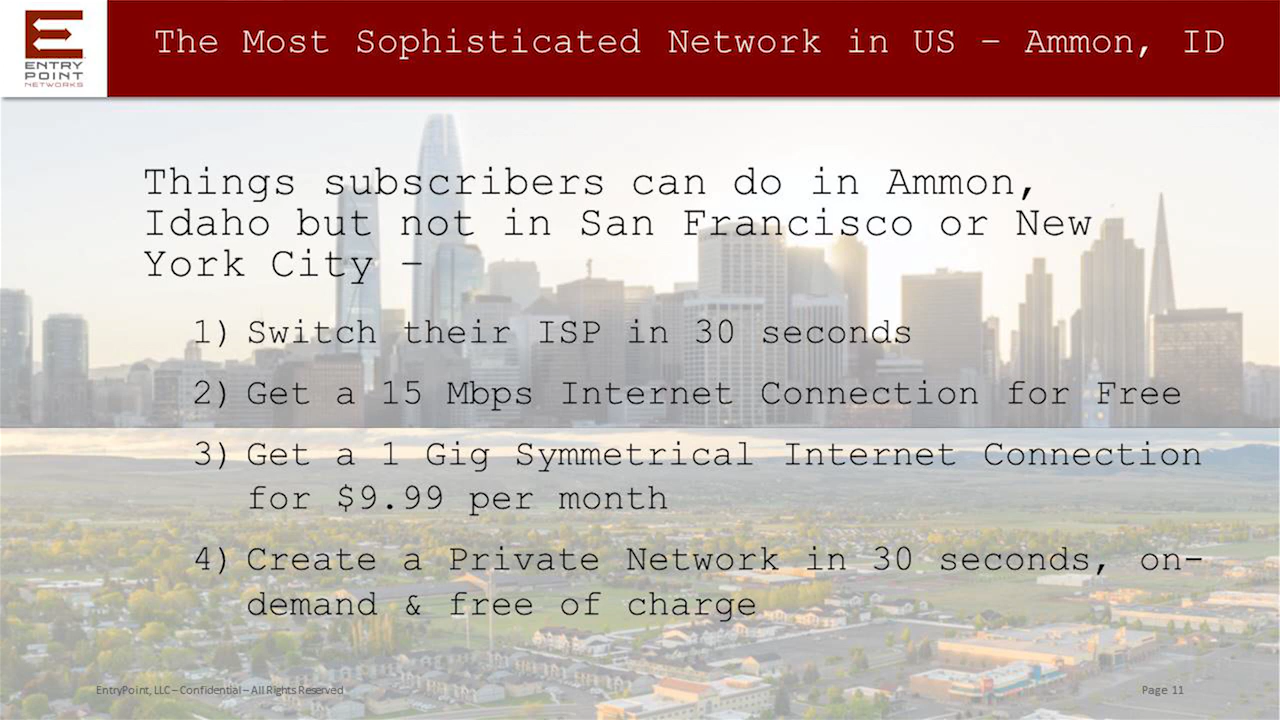 ENTRY
POINT
NETWORKS
The Most Sophisticated Network in US – Ammon, ID
Things subscribers can do in Ammon,
Idaho but not in San Francisco or New
York City –
1) Switch their ISP in 30 seconds
2) Get a 15 Mbps Internet Connection for Free
3) Get a 1 Gig Symmetrical Internet Connection
for $9.99 per month
4) Create a Private Network in 30 seconds, on-
demand & free of charge
EntryPoint, LLC – Confidential – All Rights Reserved
Page 11